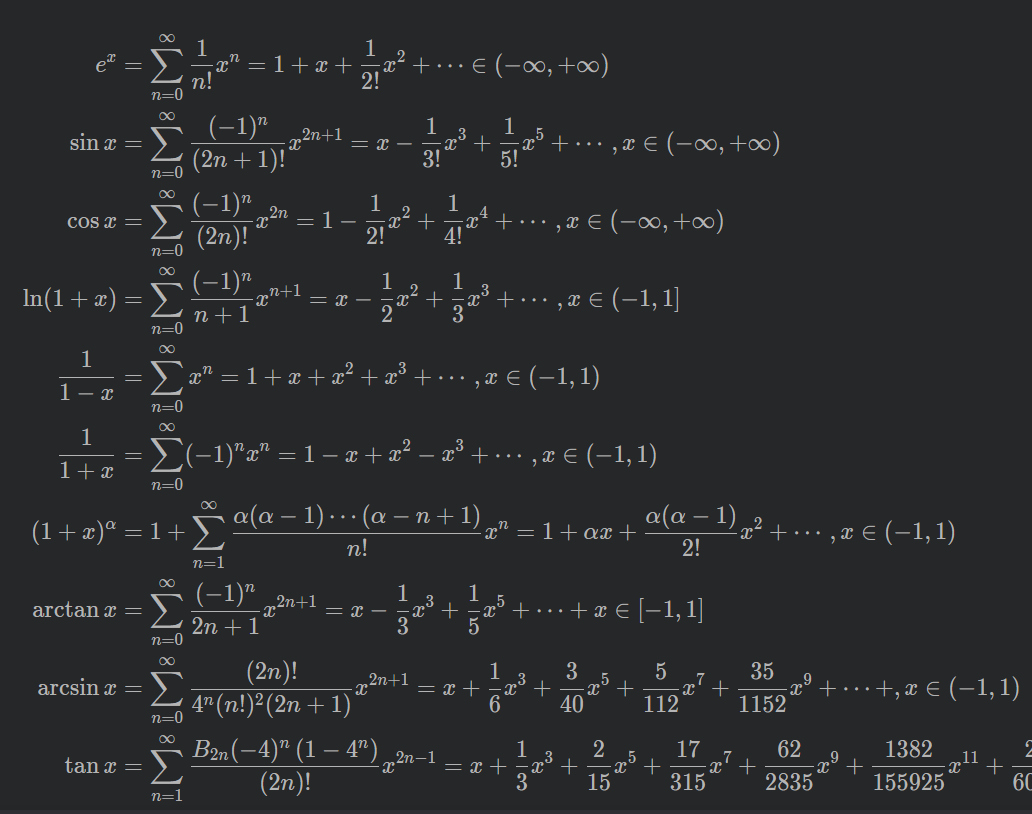 e^x = \sum_{n=0}^{\infty} \frac{1}{n!}x^n = 1 + x + \frac{1}{2!}x^2 + \cdots \in (-\infty, +\infty)
\sin x = \sum_{n=0}^{\infty} \frac{(-1)^n}{(2n+1)!}x^{2n+1} = x - \frac{1}{3!}x^3 + \frac{1}{5!}x^5 + \cdots, x \in (-\infty, +\infty)
\cos x = \sum_{n=0}^{\infty} \frac{(-1)^n}{(2n)!}x^{2n} = 1 - \frac{1}{2!}x^2 + \frac{1}{4!}x^4 + \cdots, x \in (-\infty, +\infty)
\ln(1+x) = \sum_{n=0}^{\infty} \frac{(-1)^n}{n+1}x^{n+1} = x - \frac{1}{2}x^2 + \frac{1}{3}x^3 + \cdots, x \in (-1, 1]
\frac{1}{1-x} = \sum_{n=0}^{\infty} x^n = 1 + x + x^2 + x^3 + \cdots, x \in (-1, 1)
\frac{1}{1+x} = \sum_{n=0}^{\infty} (-1)^n x^n = 1 - x + x^2 - x^3 + \cdots, x \in (-1, 1)
(1+x)^{\alpha} = 1 + \sum_{n=1}^{\infty} \frac{\alpha(\alpha-1)\cdots(\alpha-n+1)}{n!}x^n = 1 + \alpha x + \frac{\alpha(\alpha-1)}{2!}x^2 + \cdots, x \in (-1, 1)
\arctan x = \sum_{n=0}^{\infty} \frac{(-1)^n}{2n+1}x^{2n+1} = x - \frac{1}{3}x^3 + \frac{1}{5}x^5 + \cdots + x \in [-1, 1]
\arcsin x = \sum_{n=0}^{\infty} \frac{(2n)!}{4^n(n!)^2(2n+1)}x^{2n+1} = x + \frac{1}{6}x^3 + \frac{3}{40}x^5 + \frac{5}{112}x^7 + \frac{35}{1152}x^9 + \cdots +, x \in (-1, 1)
\tan x = \sum_{n=1}^{\infty} \frac{B_{2n}(-4)^n(1-4^n)}{(2n)!}x^{2n-1} = x + \frac{1}{3}x^3 + \frac{2}{15}x^5 + \frac{17}{315}x^7 + \frac{62}{2835}x^9 + \frac{1382}{155925}x^{11} +